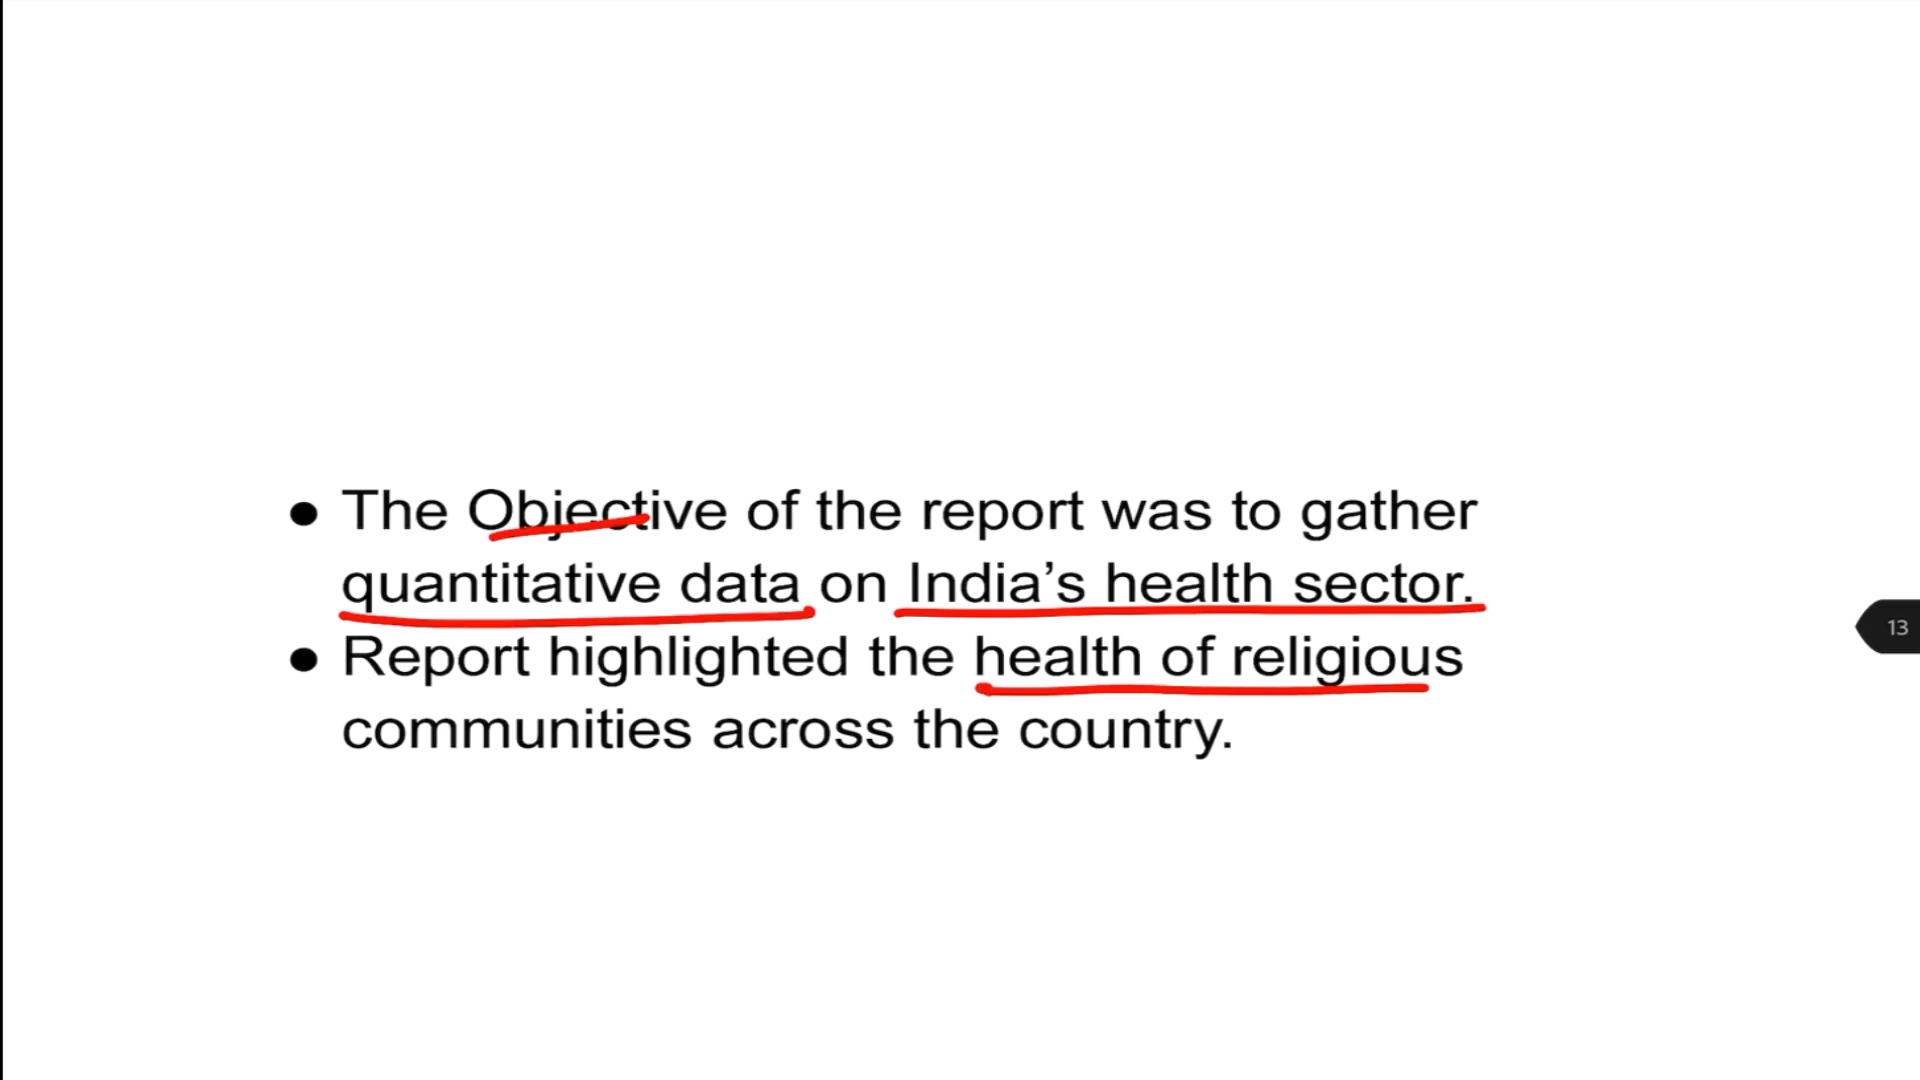 ● The Objective of the report was to gather
quantitative data on India’s health sector.
● Report highlighted the health of religious
communities across the country.
13